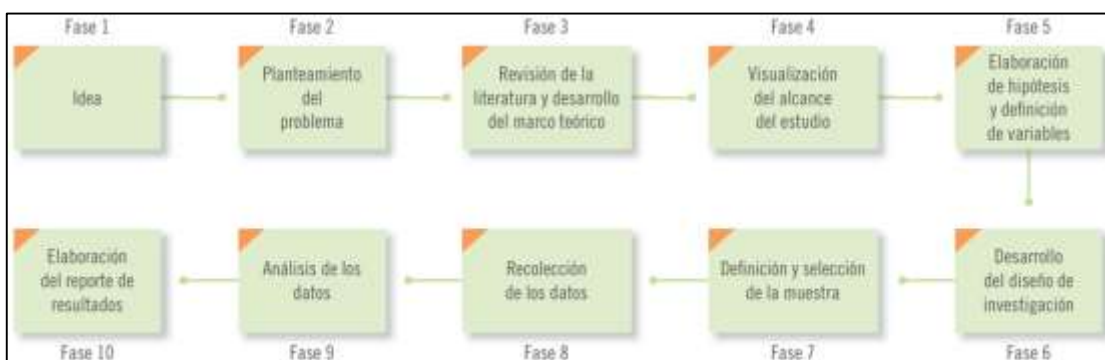 Fase 1
Fase 2
Fase 3
Fase 4
Fase 5
Idea
Planteamiento
del
problema
Revisión de la
literatura y desarrollo
del marco teórico
Visualización
del alcance
del estudio
Elaboración
de hipótesis
y definición
de variables
Elaboración
del reporte de
resultados
Análisis de los
datos
Recolección
de los datos
Definición y selección
de la muestra
Desarrollo
del diseño de
investigación
Fase 10
Fase 9
Fase 8
Fase 7
Fase 6